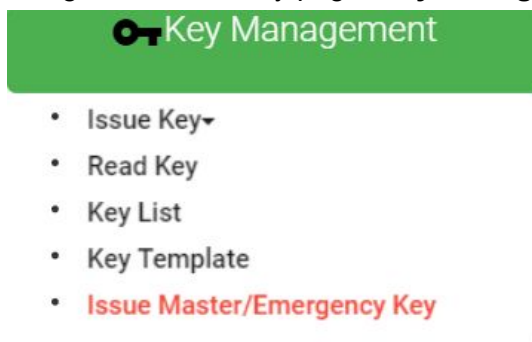 Key Management
Issue Key
Read Key
Key List
Key Template
Issue Master/Emergency Key